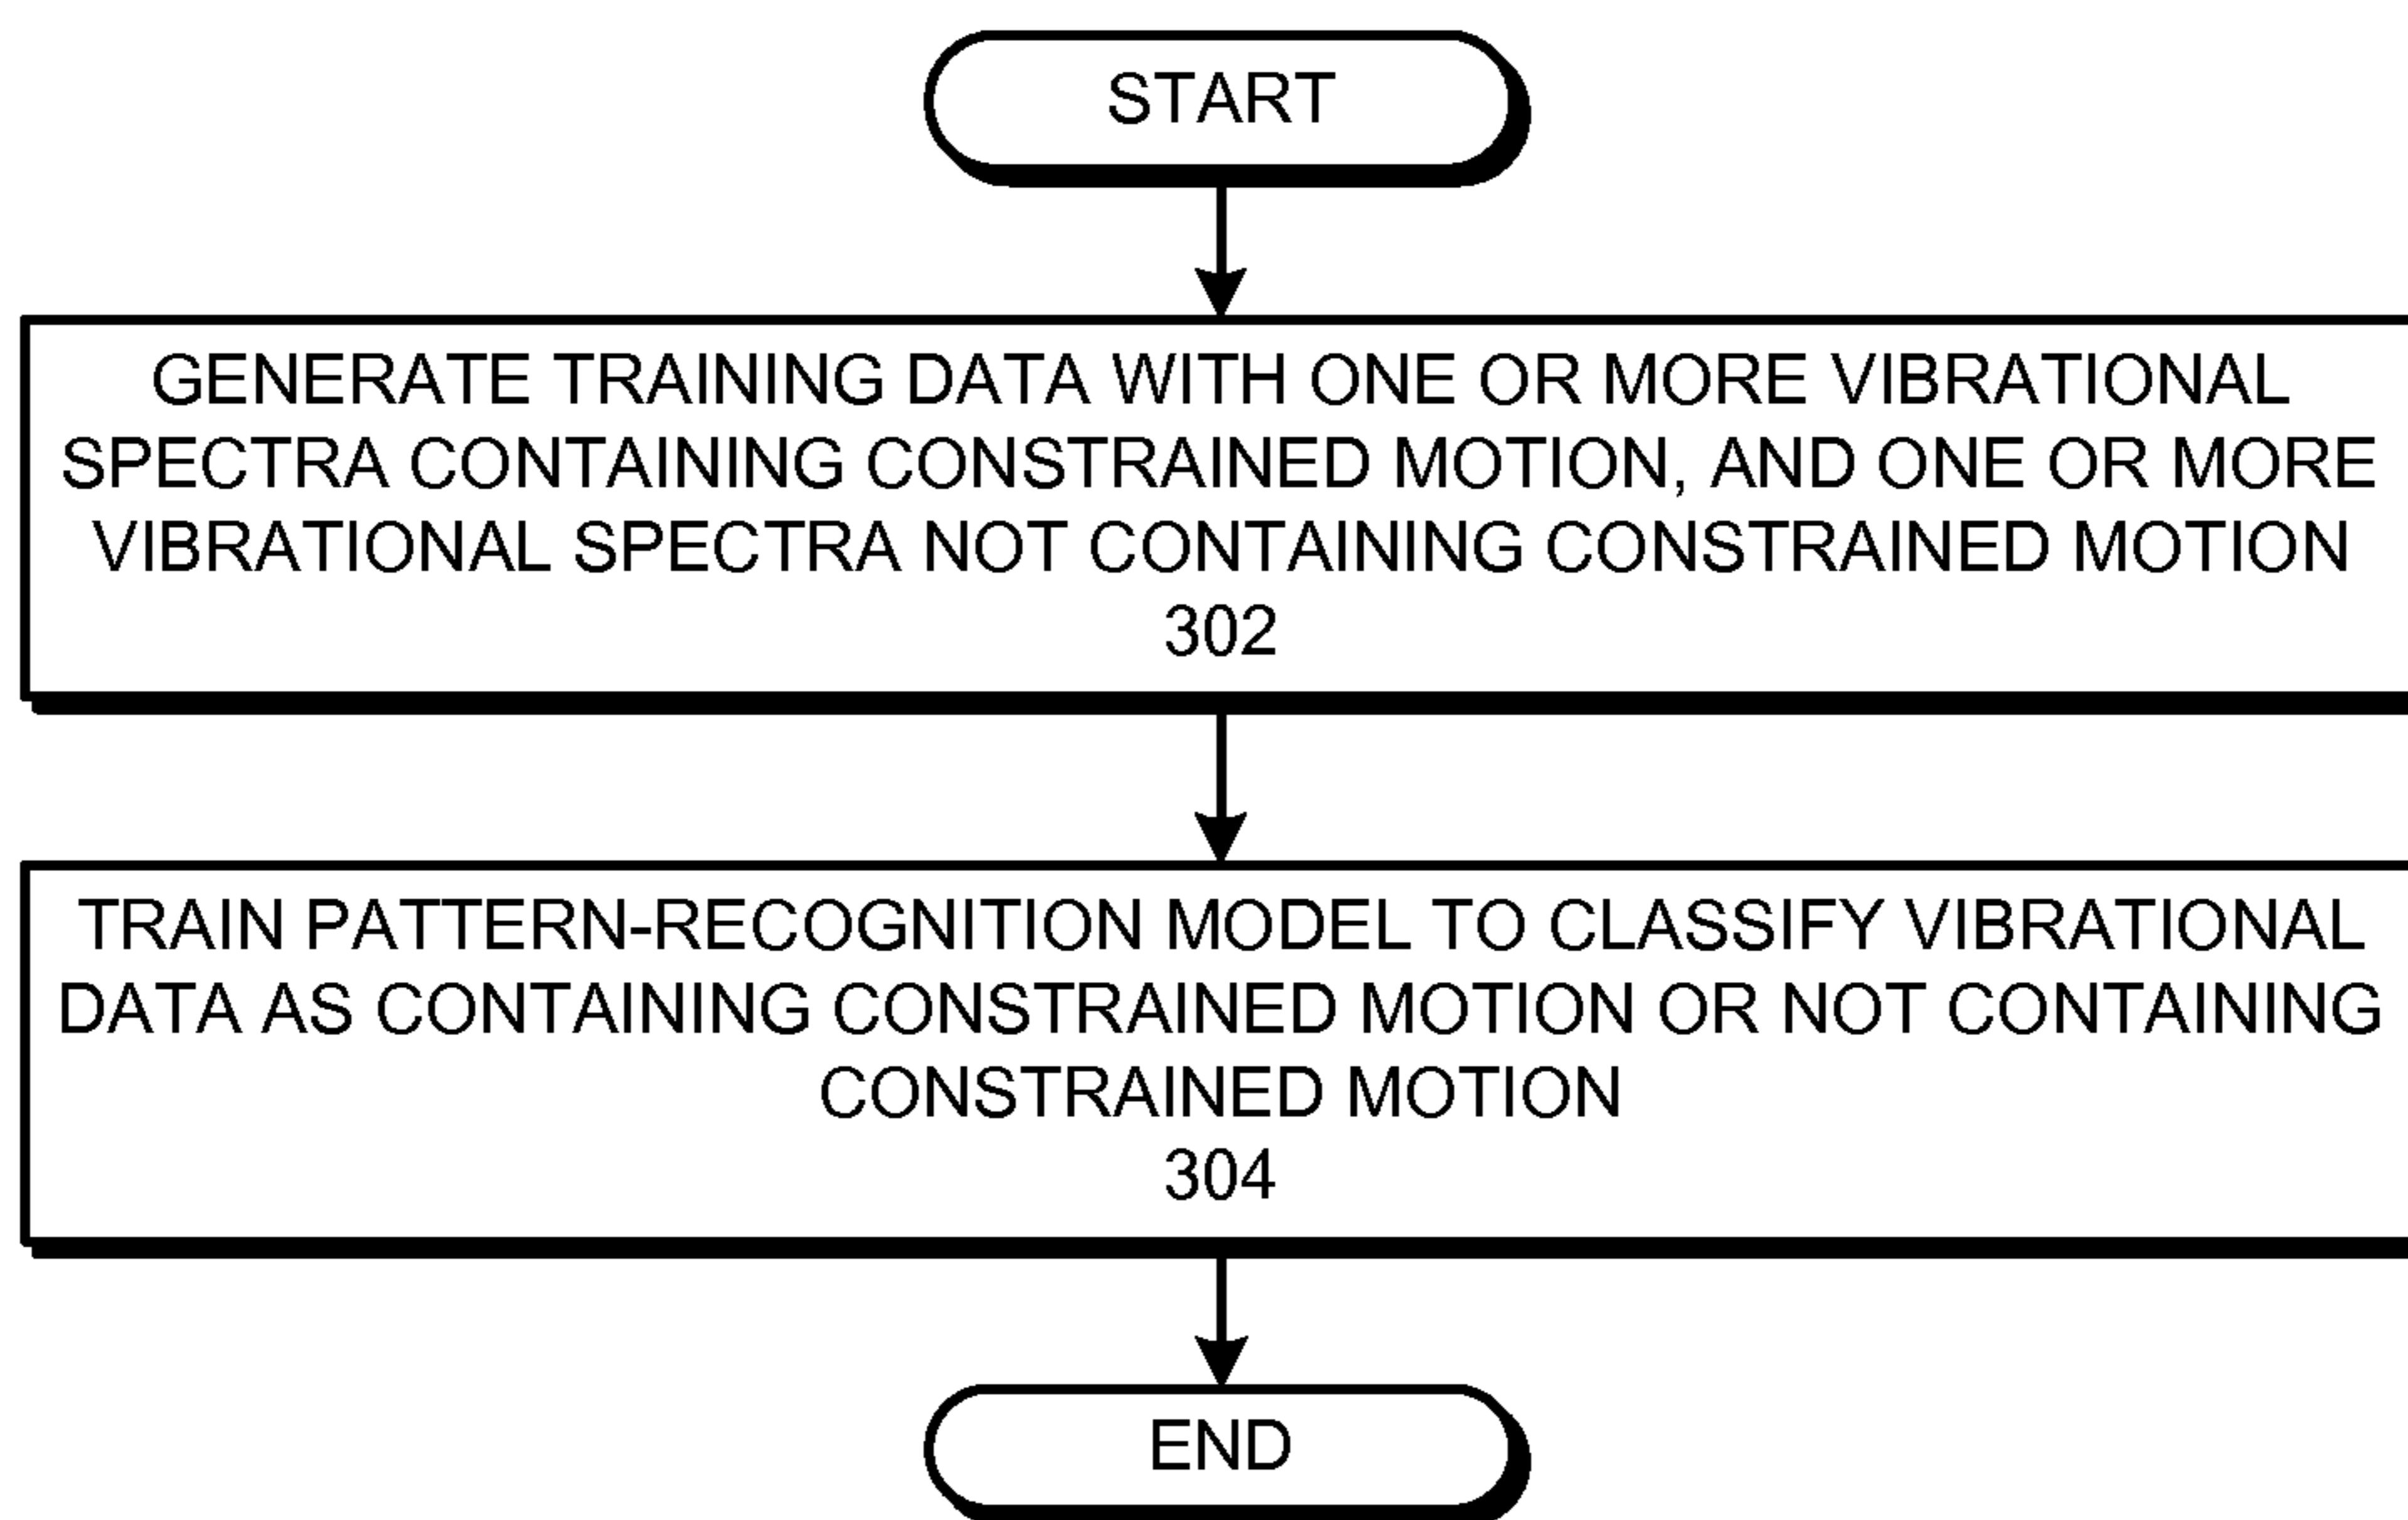 START
GENERATE TRAINING DATA WITH ONE OR MORE VIBRATIONAL
SPECTRA CONTAINING CONSTRAINED MOTION, AND ONE OR MORE
VIBRATIONAL SPECTRA NOT CONTAINING CONSTRAINED MOTION
302
TRAIN PATTERN-RECOGNITION MODEL TO CLASSIFY VIBRATIONAL
DATA AS CONTAINING CONSTRAINED MOTION OR NOT CONTAINING
CONSTRAINED MOTION
304
END